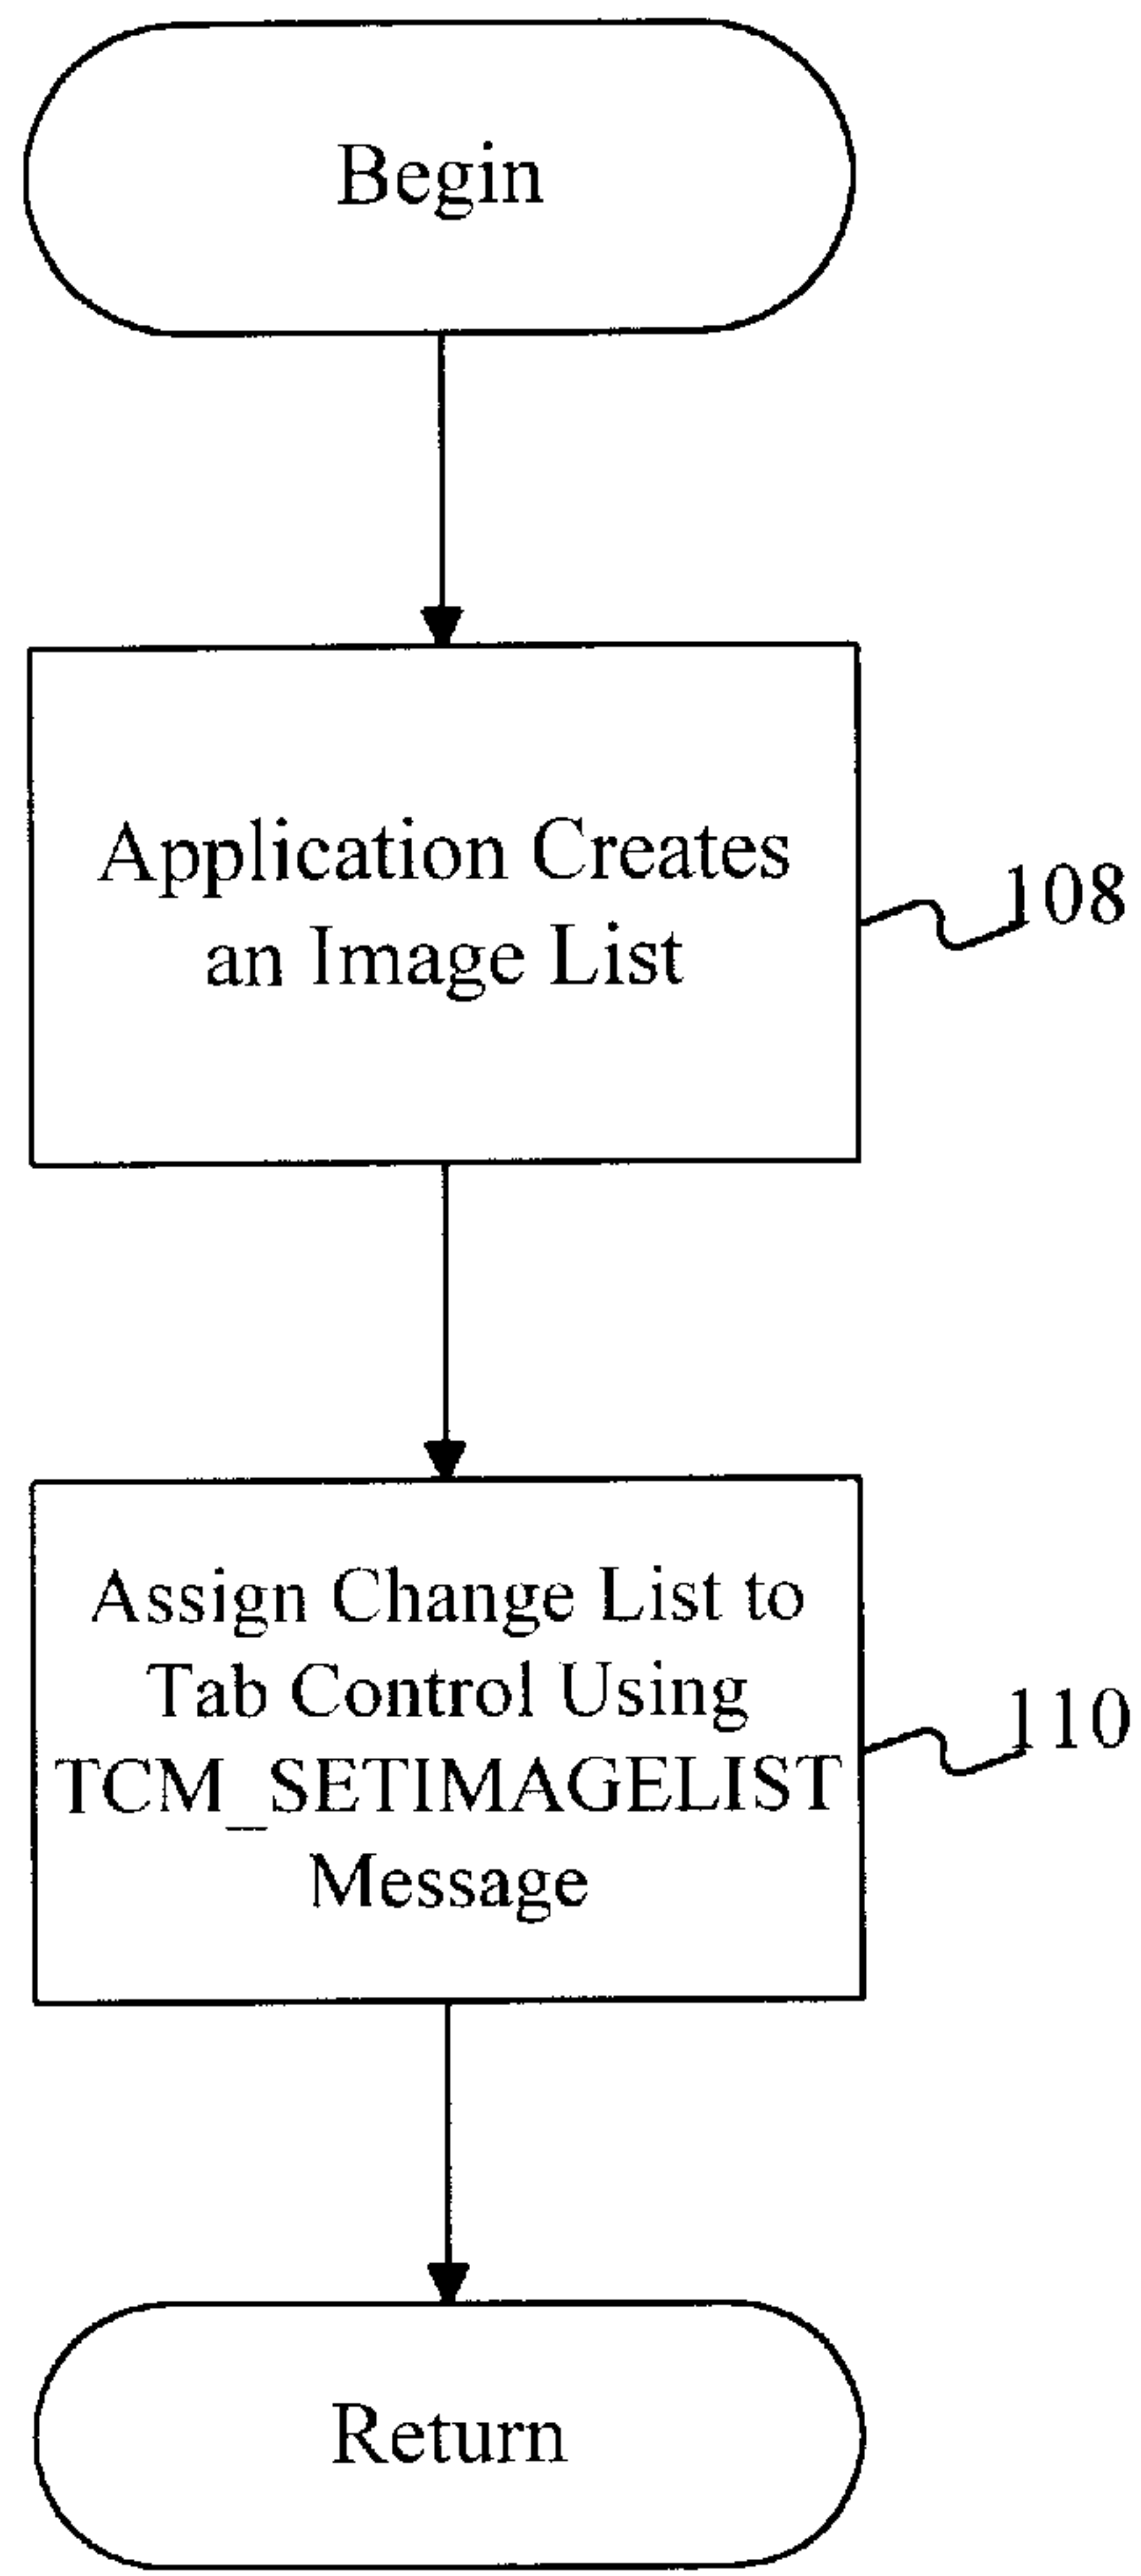 Begin
Application Creates
an Image List
108
Assign Change List to
Tab Control Using
TCM_SETIMAGELIST
Message
110
Return